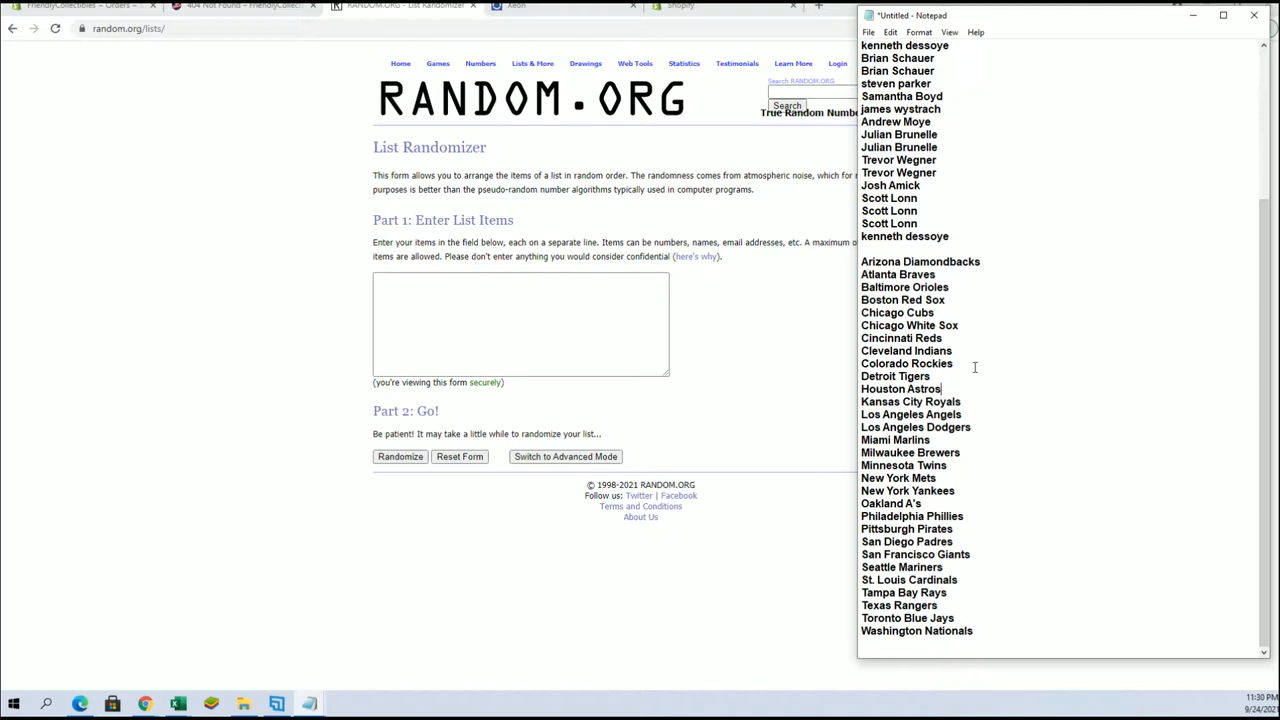 FriendlyCollectibles – Orders –
404 Not Found – FriendlyCollect
RANDOM.ORG - List Randomizer
Xeon
Shopify
random.org/lists/
Home
Games
Numbers
Lists & More
Drawings
Web Tools
Statistics
Testimonials
Learn More
Login
Search RANDOM.ORG
RANDOM.ORG
Search
True Random Numbe
List Randomizer
This form allows you to arrange the items of a list in random order. The randomness comes from atmospheric noise, which for
purposes is better than the pseudo-random number algorithms typically used in computer programs.
Part 1: Enter List Items
Enter your items in the field below, each on a separate line. Items can be numbers, names, email addresses, etc. A maximum o
items are allowed. Please don't enter anything you would consider confidential (here's why).
(you're viewing this form securely)
Part 2: Go!
Be patient! It may take a little while to randomize your list...
Randomize
Reset Form
Switch to Advanced Mode
© 1998-2021 RANDOM.ORG
Follow us: Twitter | Facebook
Terms and Conditions
About Us
*Untitled - Notepad
File Edit Format View Help
kenneth dessoye
Brian Schauer
Brian Schauer
steven parker
Samantha Boyd
james wystrach
Andrew Moye
Julian Brunelle
Julian Brunelle
Trevor Wegner
Trevor Wegner
Josh Amick
Scott Lonn
Scott Lonn
Scott Lonn
kenneth dessoye
Arizona Diamondbacks
Atlanta Braves
Baltimore Orioles
Boston Red Sox
Chicago Cubs
Chicago White Sox
Cincinnati Reds
Cleveland Indians
Colorado Rockies
Detroit Tigers
Houston Astros
Kansas City Royals
Los Angeles Angels
Los Angeles Dodgers
Miami Marlins
Milwaukee Brewers
Minnesota Twins
New York Mets
New York Yankees
Oakland A's
Philadelphia Phillies
Pittsburgh Pirates
San Diego Padres
San Francisco Giants
Seattle Mariners
St. Louis Cardinals
Tampa Bay Rays
Texas Rangers
Toronto Blue Jays
Washington Nationals
11:30 PM
9/24/2021